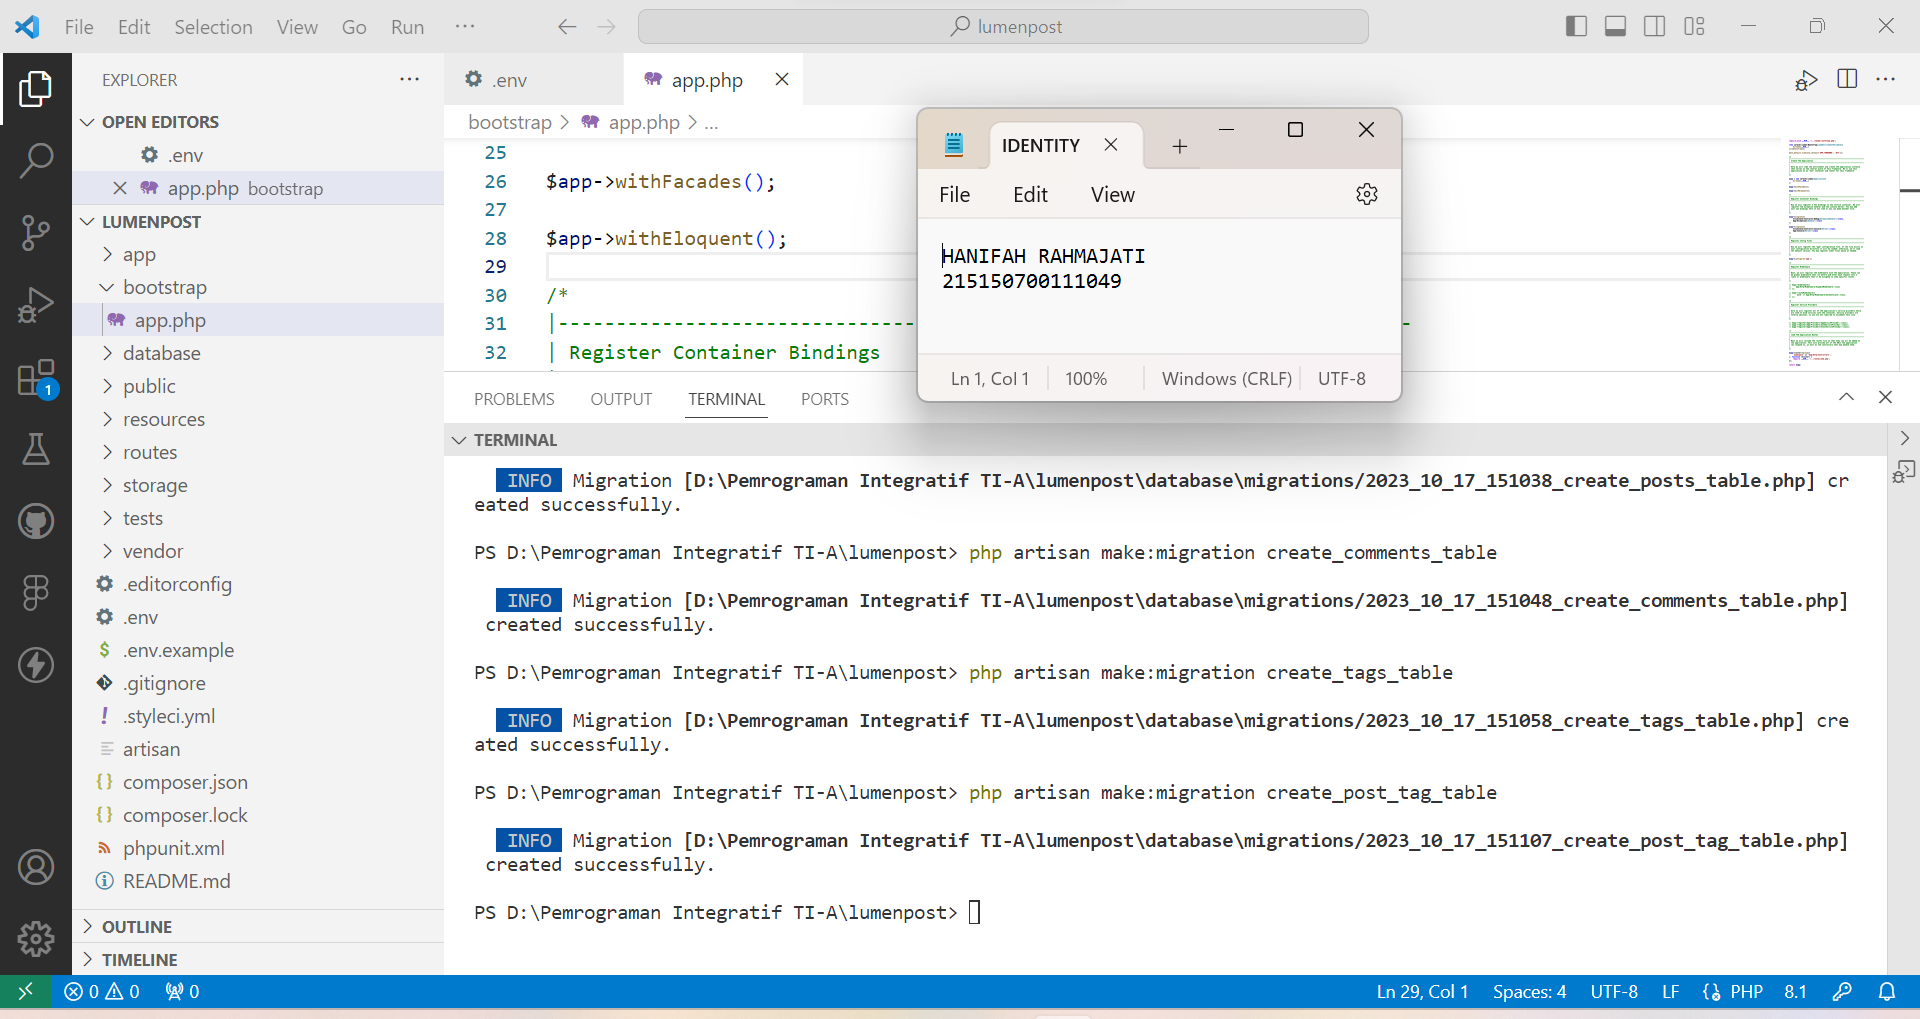 File Edit Selection View Go Run ··· lumenpost
EXPLORER ···
OPEN EDITORS
.env
app.php bootstrap
LUMENPOST
app
bootstrap
app.php
database
public
resources
routes
storage
tests
vendor
.editorconfig
.env
.env.example
.gitignore
.styleci.yml
artisan
composer.json
composer.lock
phpunit.xml
README.md
OUTLINE
TIMELINE
1
.env app.php
bootstrap > app.php > ...
25
26 $app->withFacades();
27
28 $app->withEloquent();
29
30 /*
31 |--------------------------------
32 | Register Container Bindings
IDENTITY
File Edit View
HANIFAH RAHMAJATI
215150700111049
Ln 1, Col 1 100% Windows (CRLF) UTF-8
PROBLEMS OUTPUT TERMINAL PORTS
TERMINAL
INFO Migration [D:\Pemrograman Integratif TI-A\lumenpost\database\migrations/2023_10_17_151038_create_posts_table.php] cr
eated successfully.
PS D:\Pemrograman Integratif TI-A\lumenpost> php artisan make:migration create_comments_table
INFO Migration [D:\Pemrograman Integratif TI-A\lumenpost\database\migrations/2023_10_17_151048_create_comments_table.php]
created successfully.
PS D:\Pemrograman Integratif TI-A\lumenpost> php artisan make:migration create_tags_table
INFO Migration [D:\Pemrograman Integratif TI-A\lumenpost\database\migrations/2023_10_17_151058_create_tags_table.php] cre
ated successfully.
PS D:\Pemrograman Integratif TI-A\lumenpost> php artisan make:migration create_post_tag_table
INFO Migration [D:\Pemrograman Integratif TI-A\lumenpost\database\migrations/2023_10_17_151107_create_post_tag_table.php]
created successfully.
PS D:\Pemrograman Integratif TI-A\lumenpost>
0 0 0 Ln 29, Col 1 Spaces: 4 UTF-8 LF PHP 8.1